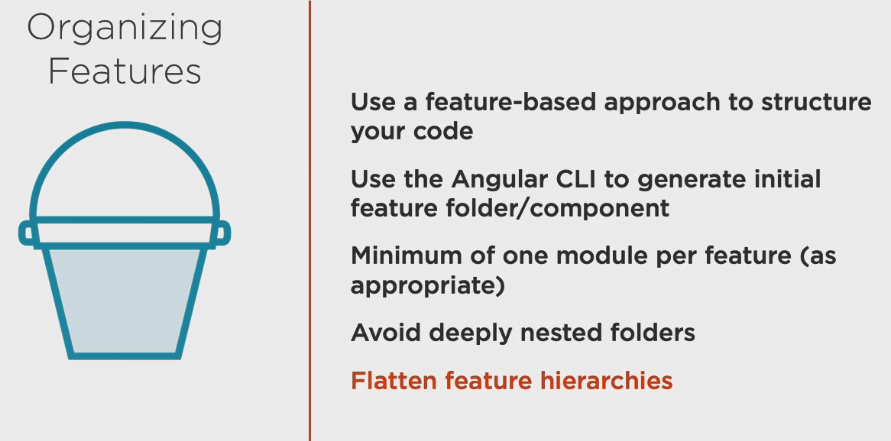 Organizing
Features
Use a feature-based approach to structure
your code
Use the Angular CLI to generate initial
feature folder/component
Minimum of one module per feature (as
appropriate)
Avoid deeply nested folders
Flatten feature hierarchies